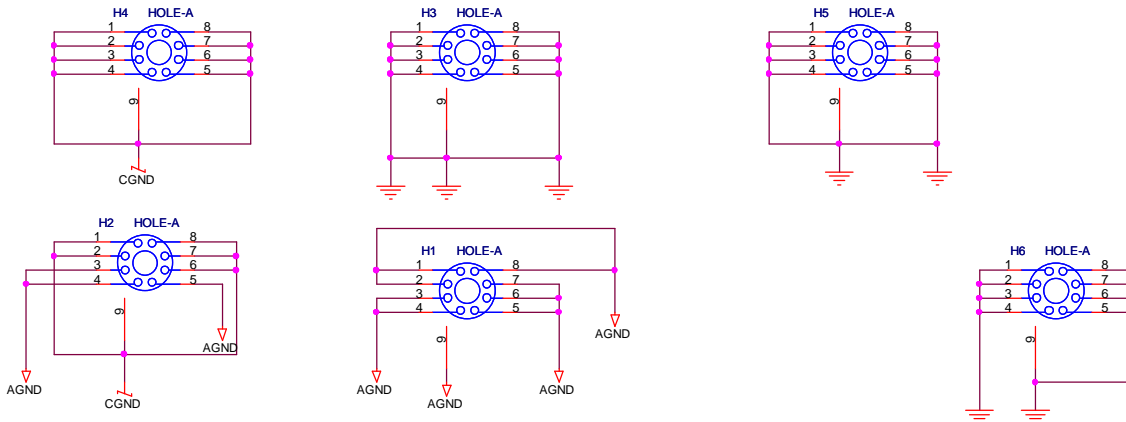 H4 HOLE-A
1 8
2 7
3 6
4 5
9
CGND
H3 HOLE-A
1 8
2 7
3 6
4 5
9
H5 HOLE-A
1 8
2 7
3 6
4 5
9
H2 HOLE-A
1 8
2 7
3 6
4 5
9
AGND
AGND
CGND
H1 HOLE-A
1 8
2 7
3 6
4 5
9
AGND
AGND
AGND
AGND
H6 HOLE-A
1 8
2 7
3 6
4 5
9